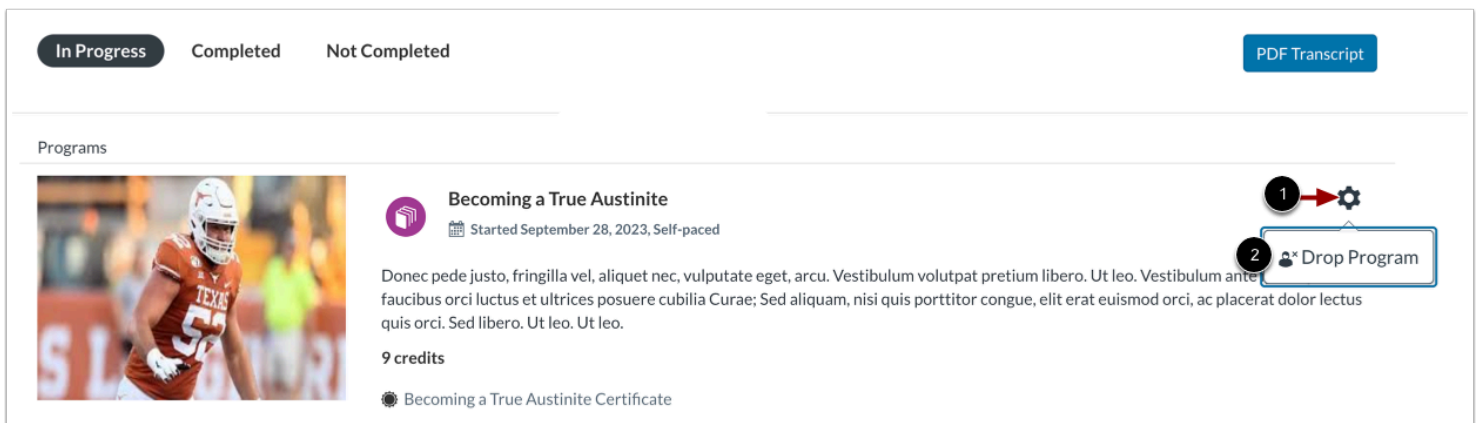 In Progress Completed Not Completed PDF Transcript
Programs
Becoming a True Austinite
1
Started September 28, 2023, Self-paced
2 Drop Program
Donec pede justo, fringilla vel, aliquet nec, vulputate eget, arcu. Vestibulum volutpat pretium libero. Ut leo. Vestibulum ante
faucibus orci luctus et ultrices posuere cubilia Curae; Sed aliquam, nisi quis porttitor congue, elit erat euismod orci, ac placerat dolor lectus
quis orci. Sed libero. Ut leo. Ut leo.
9 credits
Becoming a True Austinite Certificate
TEXAS
52